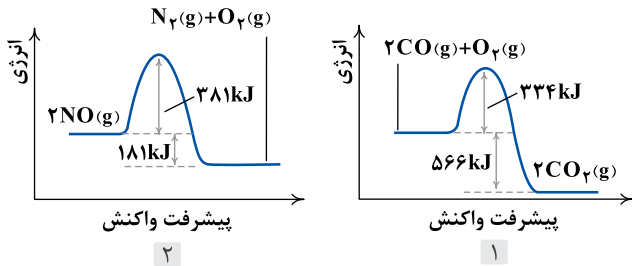 ۲CO(g)+O۲(g)
انرژی
۳۳۴kJ
۵۶۶kJ
۲CO۲(g)
پیشرفت واکنش
۱
N۲(g)+O۲(g)
انرژی
۳۸۱kJ
۲NO(g)
۱۸۱kJ
پیشرفت واکنش
۲